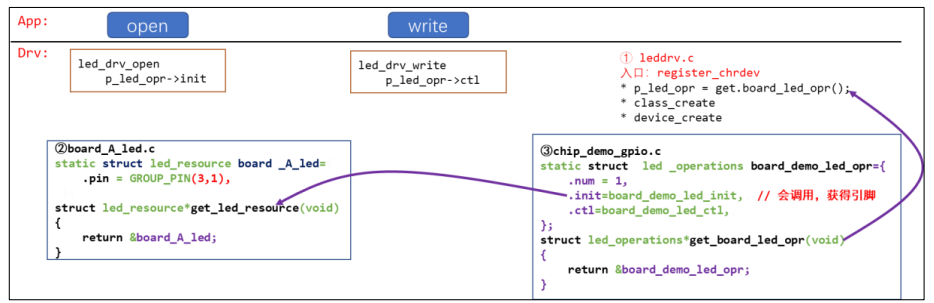 App:
open
write
Drv:
led_drv_open
p_led_opr->init
led_drv_write
p_led_opr->ctl
① leddrv.c
入口: register_chrdev
* p_led_opr = get.board_led_opr();
* class_create
* device_create
②board_A_led.c
static struct led_resource board _A_led=
.pin = GROUP_PIN(3,1),
struct led_resource*get_led_resource(void)
{
return &board_A_led;
}
③chip_demo_gpio.c
static struct led _operations board_demo_led_opr={
.num = 1,
.init=board_demo_led_init, // 会调用, 获得引脚
.ctl=board_demo_led_ctl,
};
struct led_operations*get_board_led_opr(void)
{
return &board_demo_led_opr;
}